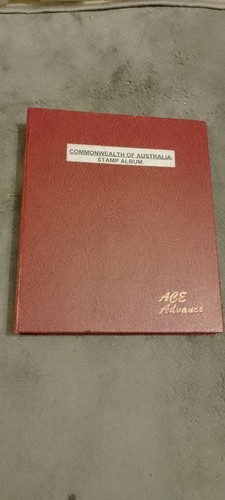 COMMONWEALTH OF AUSTRALIA
STAMP ALBUM.
ACE
Advance